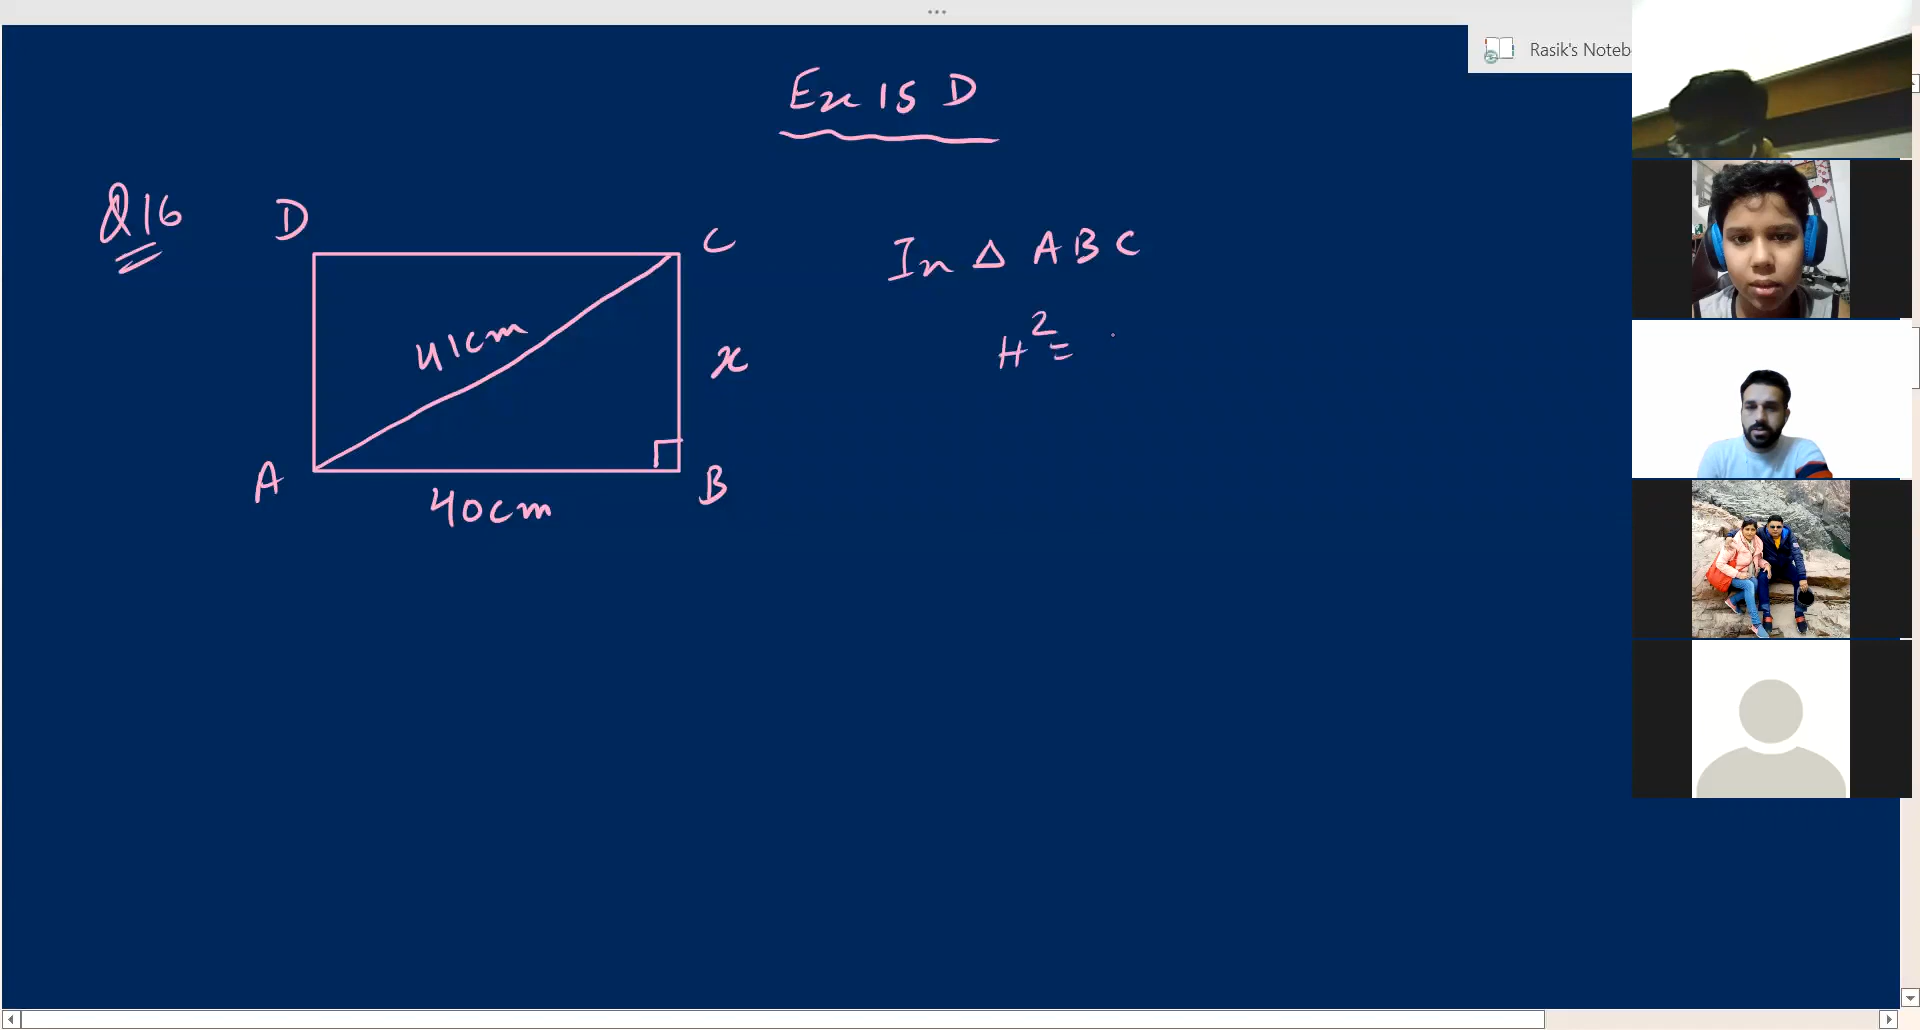 Rasik's Noteb
Ex 15 D
Q16
D
C
In Δ ABC
41cm
H² =
x
A
B
40cm